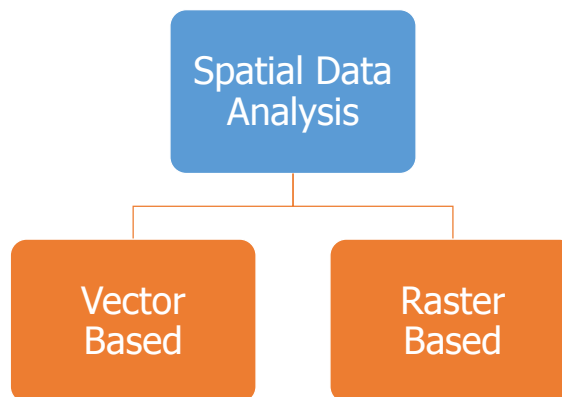 Spatial Data
Analysis
Vector
Based
Raster
Based